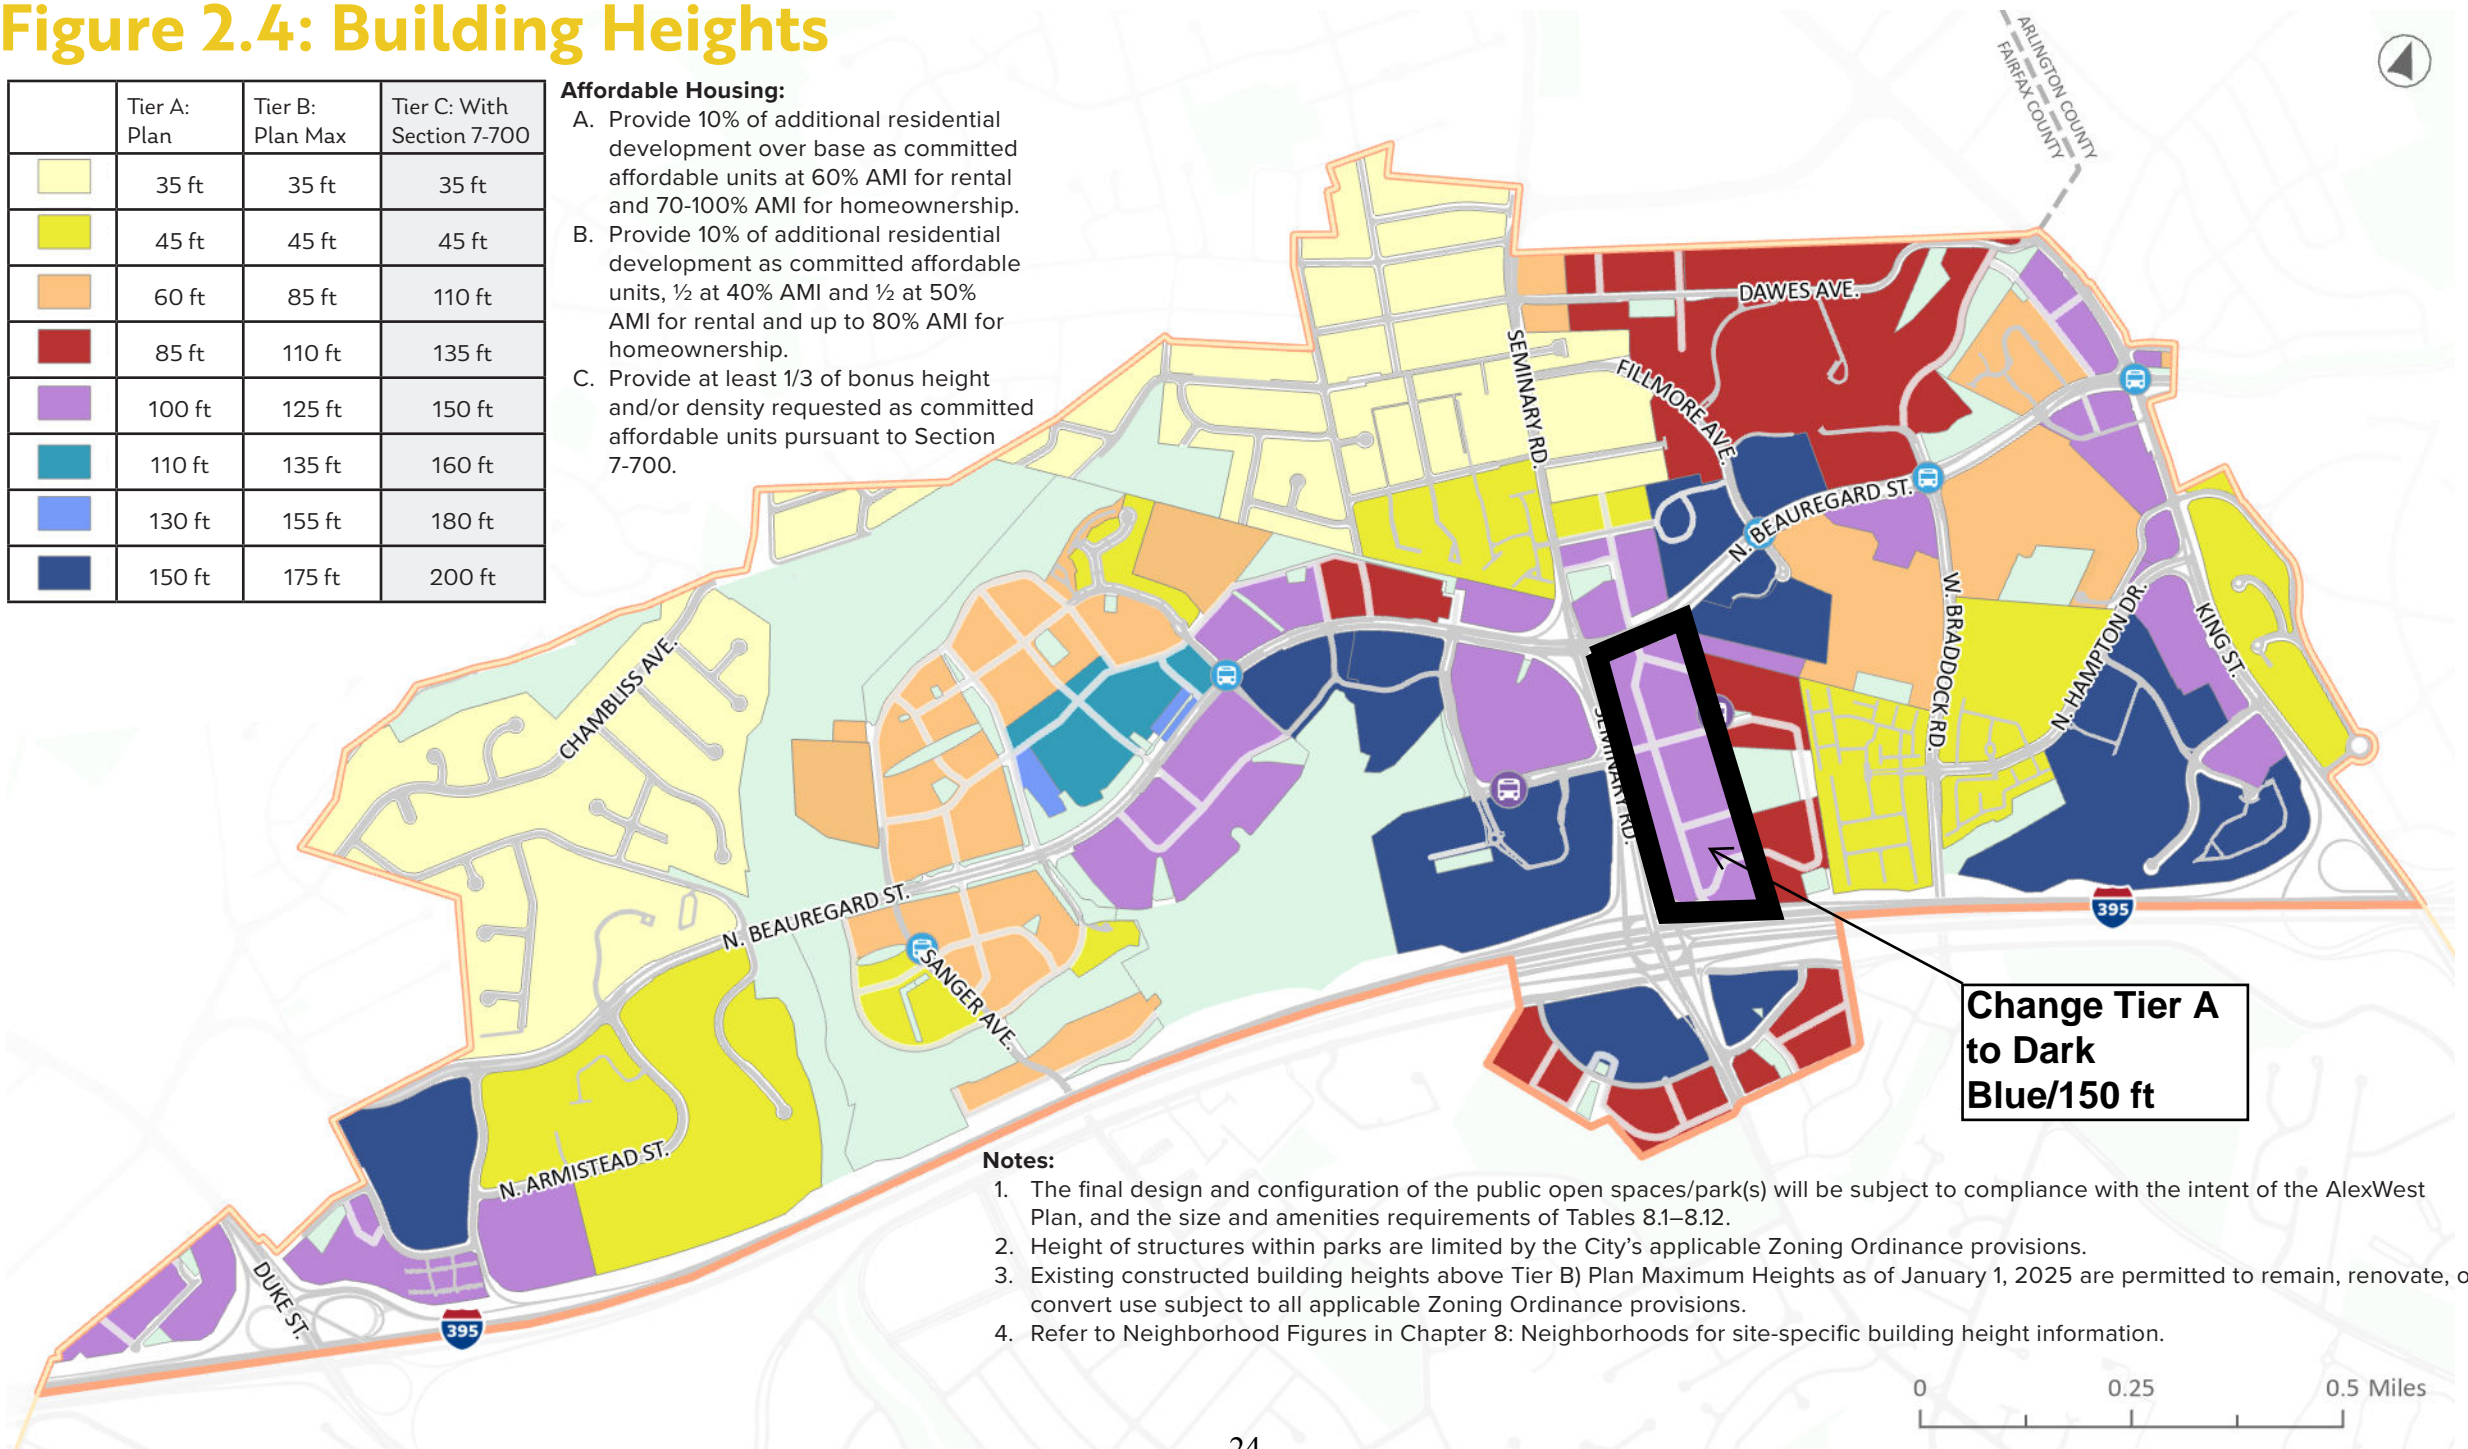 Figure 2.4: Building Heights
Tier A: Plan
Tier B: Plan Max
Tier C: With Section 7-700
35 ft 35 ft 35 ft
45 ft 45 ft 45 ft
60 ft 85 ft 110 ft
85 ft 110 ft 135 ft
100 ft 125 ft 150 ft
110 ft 135 ft 160 ft
130 ft 155 ft 180 ft
150 ft 175 ft 200 ft
Affordable Housing:
A. Provide 10% of additional residential
development over base as committed
affordable units at 60% AMI for rental
and 70-100% AMI for homeownership.
B. Provide 10% of additional residential
development as committed affordable
units, ½ at 40% AMI and ½ at 50%
AMI for rental and up to 80% AMI for
homeownership.
C. Provide at least 1/3 of bonus height
and/or density requested as committed
affordable units pursuant to Section
7-700.
ARLINGTON COUNTY
FAIRFAX COUNTY
DAWES AVE.
SEMINARY RD.
FILLMORE AVE.
N. BEAUREGARD ST.
W. BRADDOCK RD.
N. HAMPTON DR.
KING ST.
CHAMBLISS AVE.
SEMINARY RD.
N. BEAUREGARD ST.
SANGER AVE.
395
N. ARMISTEAD ST.
DUKE ST.
395
Change Tier A
to Dark
Blue/150 ft
Notes:
1. The final design and configuration of the public open spaces/park(s) will be subject to compliance with the intent of the AlexWest
Plan, and the size and amenities requirements of Tables 8.1–8.12.
2. Height of structures within parks are limited by the City's applicable Zoning Ordinance provisions.
3. Existing constructed building heights above Tier B) Plan Maximum Heights as of January 1, 2025 are permitted to remain, renovate, o
convert use subject to all applicable Zoning Ordinance provisions.
4. Refer to Neighborhood Figures in Chapter 8: Neighborhoods for site-specific building height information.
0 0.25 0.5 Miles
24